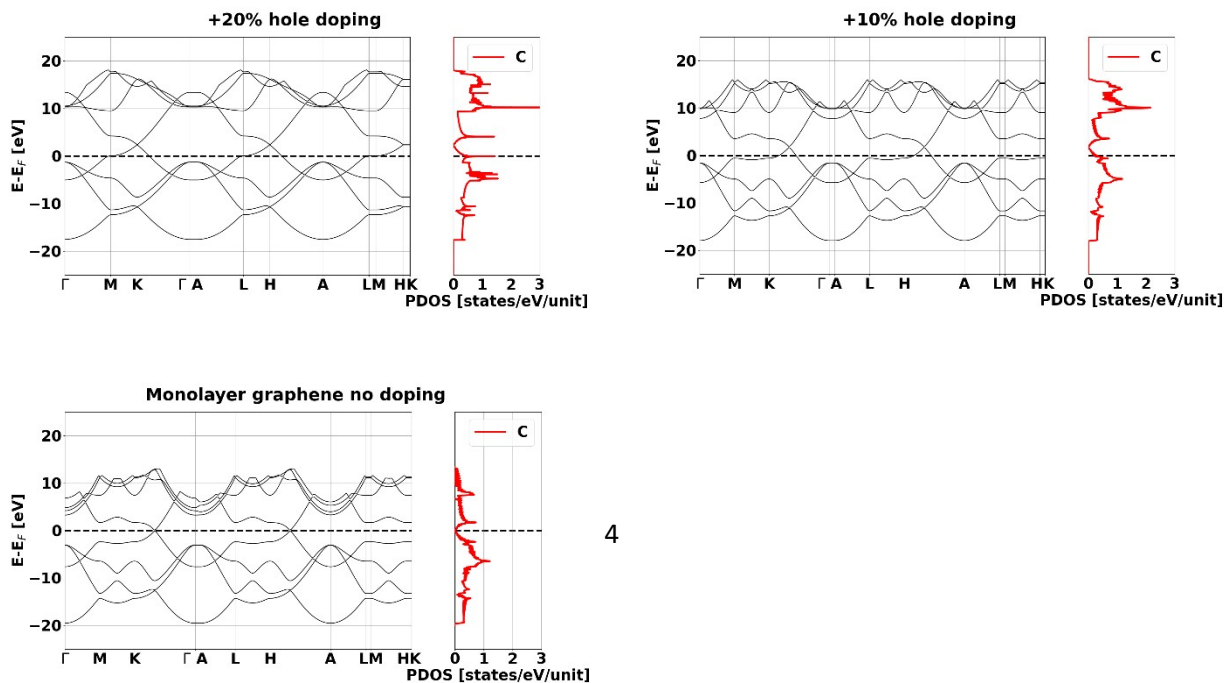 +20% hole doping
+10% hole doping
20
10
0
−10
−20
E-E_F [eV]
C
Γ M K Γ A L H A LM HK
0 1 2 3
PDOS [states/eV/unit]
20
10
0
−10
−20
E-E_F [eV]
C
Γ M K Γ A L H A LM HK
0 1 2 3
PDOS [states/eV/unit]
Monolayer graphene no doping
20
10
0
−10
−20
E-E_F [eV]
C
Γ M K Γ A L H A LM HK
0 1 2 3
PDOS [states/eV/unit]
4